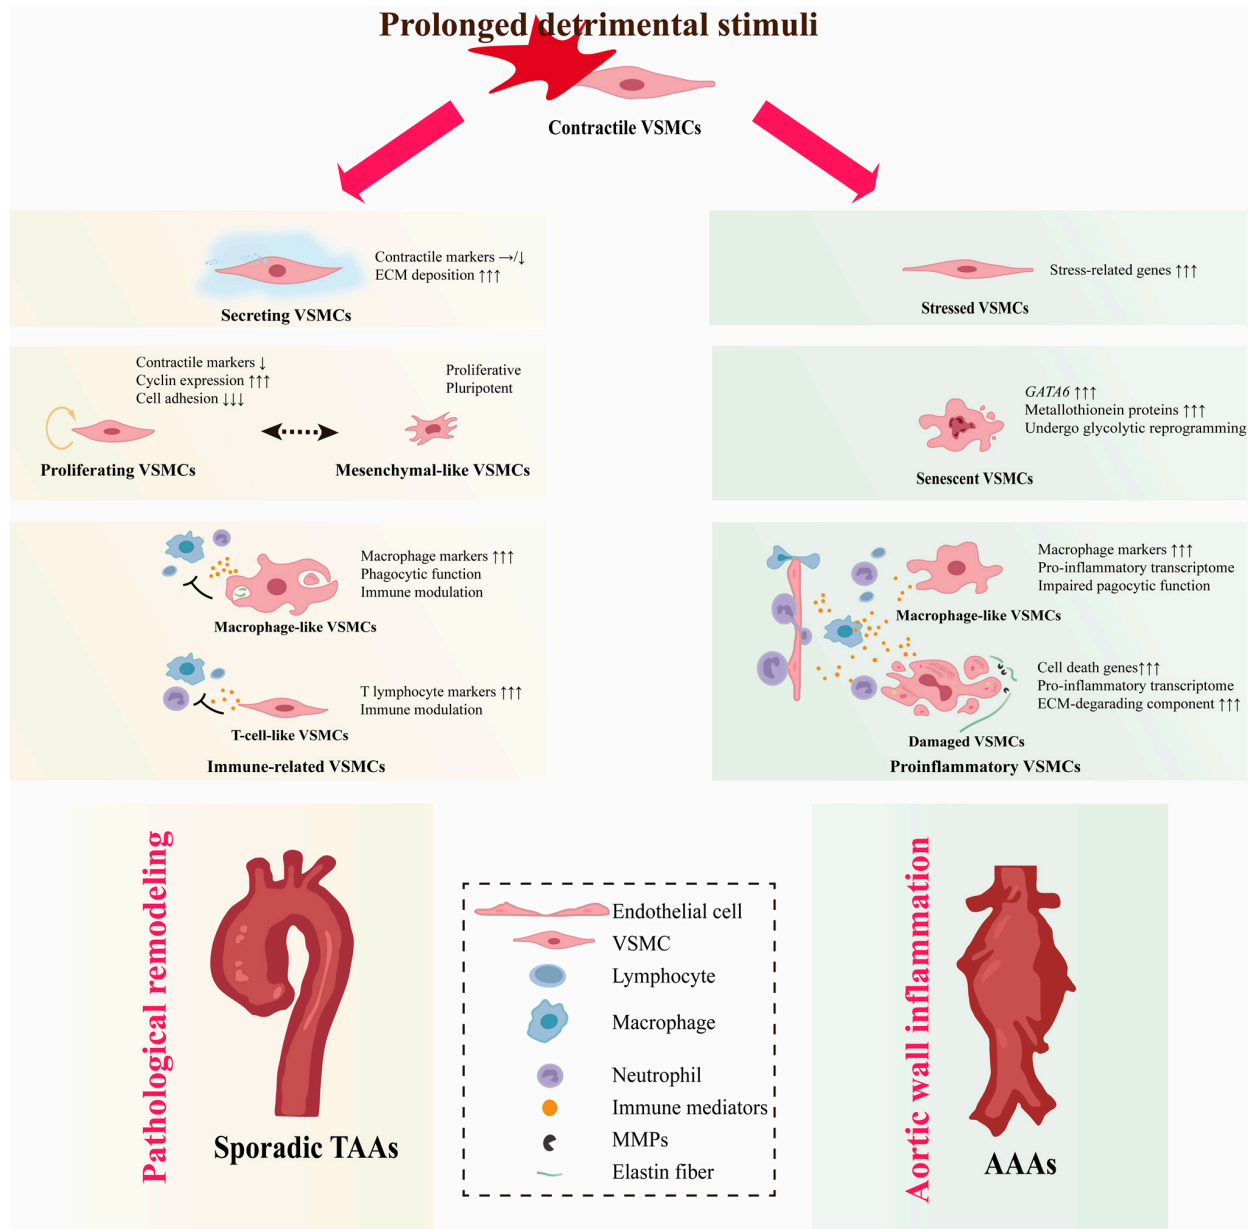 Prolonged detrimental stimuli
Contractile VSMCs
Contractile markers →/↓
ECM deposition ↑↑↑
Secreting VSMCs
Contractile markers ↓
Cyclin expression ↑↑↑
Cell adhesion ↓↓↓
Proliferating VSMCs
Proliferative
Pluripotent
Mesenchymal-like VSMCs
Macrophage markers ↑↑↑
Phagocytic function
Immune modulation
Macrophage-like VSMCs
T lymphocyte markers ↑↑↑
Immune modulation
T-cell-like VSMCs
Immune-related VSMCs
Stress-related genes ↑↑↑
Stressed VSMCs
GATA6 ↑↑↑
Metallothionein proteins ↑↑↑
Undergo glycolytic reprogramming
Senescent VSMCs
Macrophage markers ↑↑↑
Pro-inflammatory transcriptome
Impaired pagocytic function
Macrophage-like VSMCs
Cell death genes↑↑↑
Pro-inflammatory transcriptome
ECM-degarading component ↑↑↑
Damaged VSMCs
Proinflammatory VSMCs
Pathological remodeling
Sporadic TAAs
Endothelial cell
VSMC
Lymphocyte
Macrophage
Neutrophil
Immune mediators
MMPs
Elastin fiber
Aortic wall inflammation
AAAs